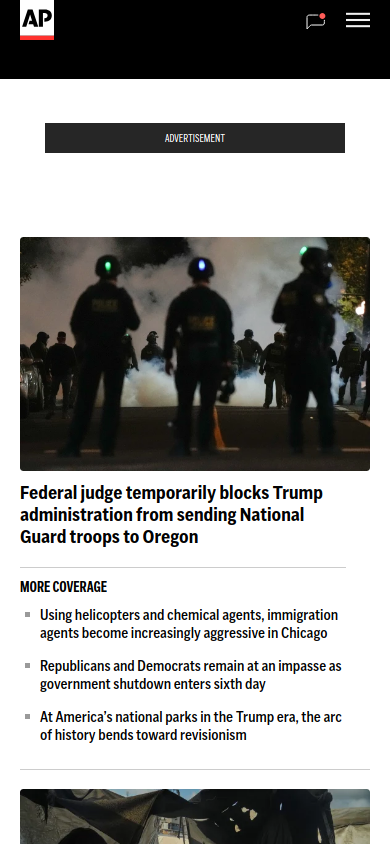 AP
ADVERTISEMENT
Federal judge temporarily blocks Trump
administration from sending National
Guard troops to Oregon
MORE COVERAGE
Using helicopters and chemical agents, immigration
agents become increasingly aggressive in Chicago
Republicans and Democrats remain at an impasse as
government shutdown enters sixth day
At America's national parks in the Trump era, the arc
of history bends toward revisionism